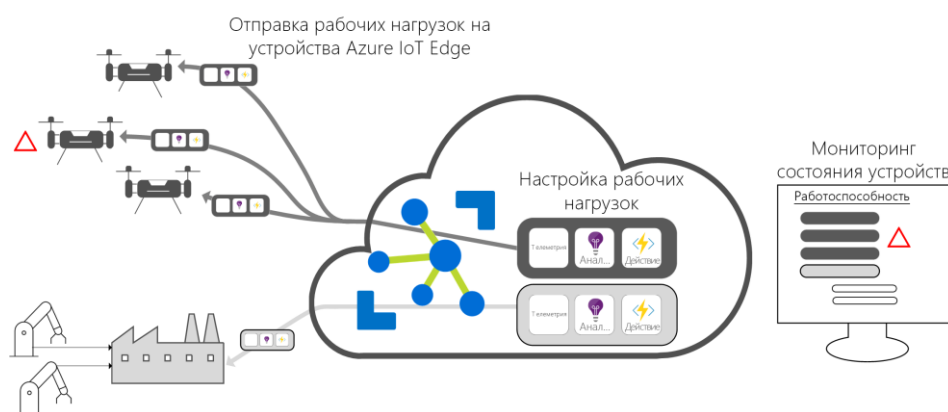 Отправка рабочих нагрузок на
устройства Azure IoT Edge
Мониторинг
состояния устройств
Работоспособность
Настройка рабочих
нагрузок
Телеметрия
Анал...
Действие
Телеметрия
Анал...
Действие